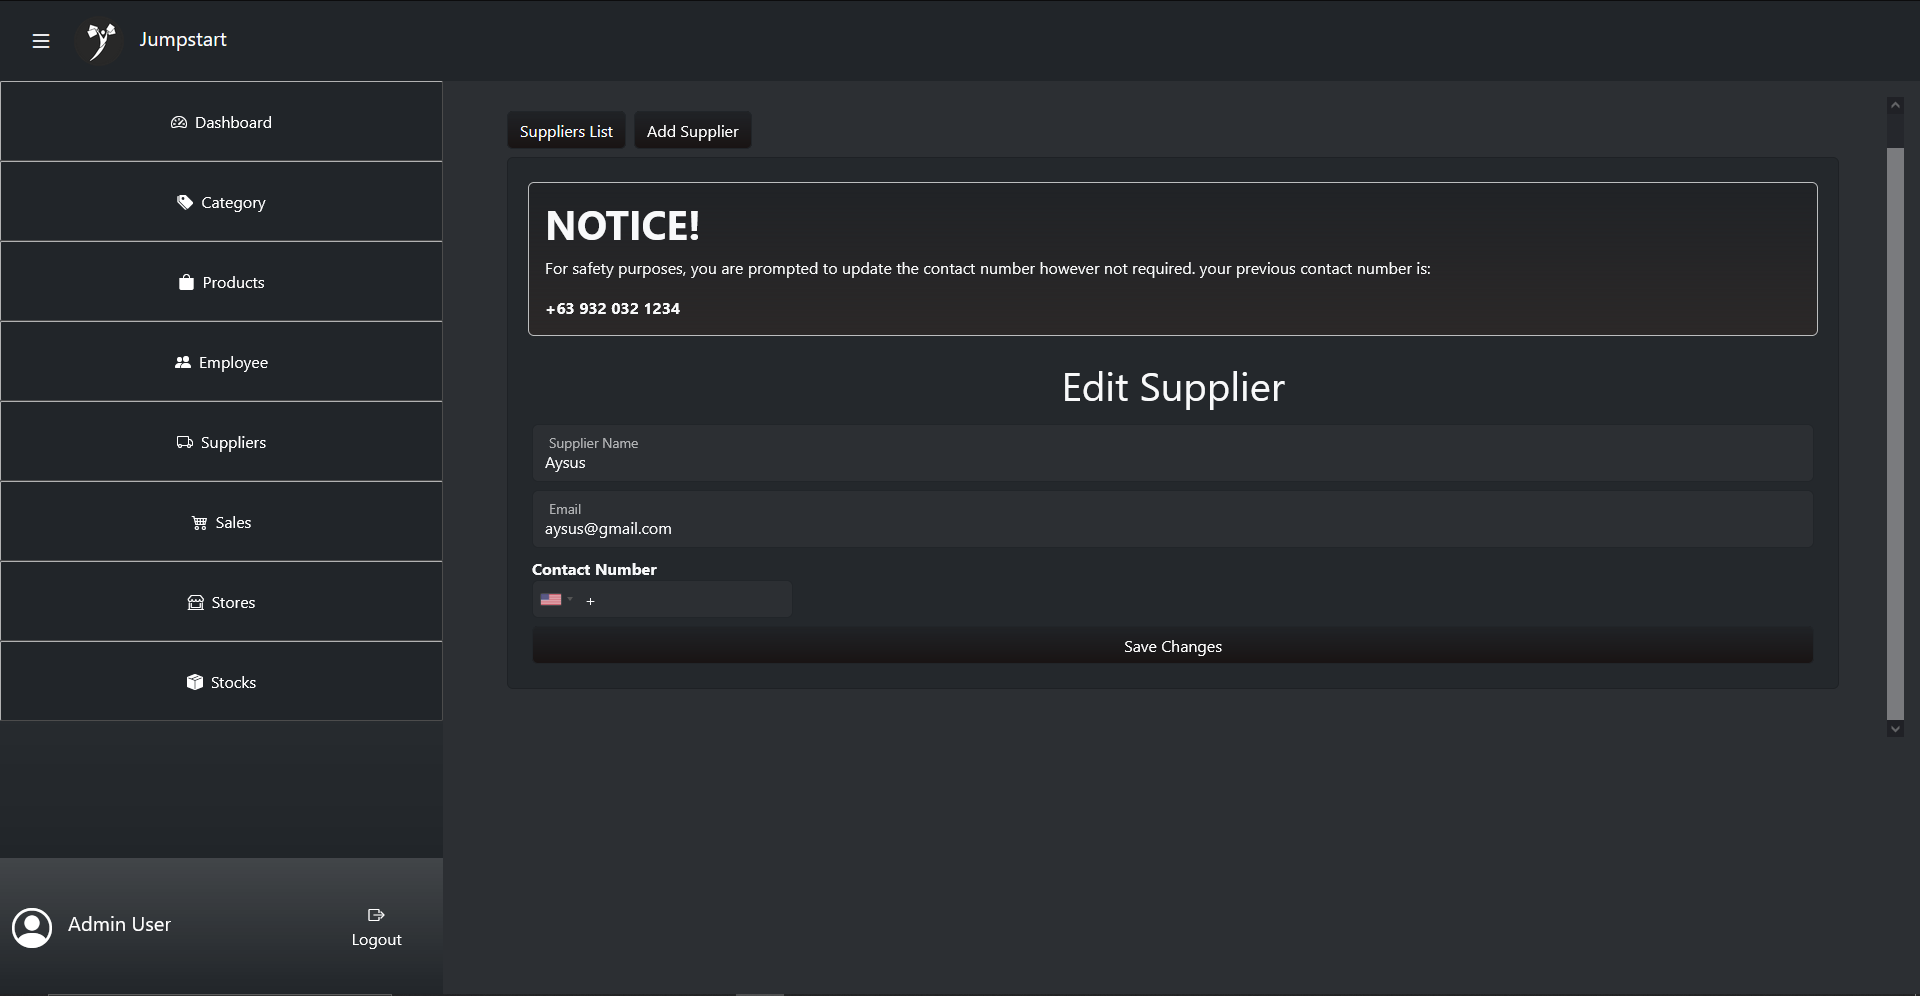 Jumpstart
Dashboard
Category
Products
Employee
Suppliers
Sales
Stores
Stocks
Admin User
Logout
Suppliers List
Add Supplier
NOTICE!
For safety purposes, you are prompted to update the contact number however not required. your previous contact number is:
+63 932 032 1234
Edit Supplier
Supplier Name
Aysus
Email
aysus@gmail.com
Contact Number
+
Save Changes